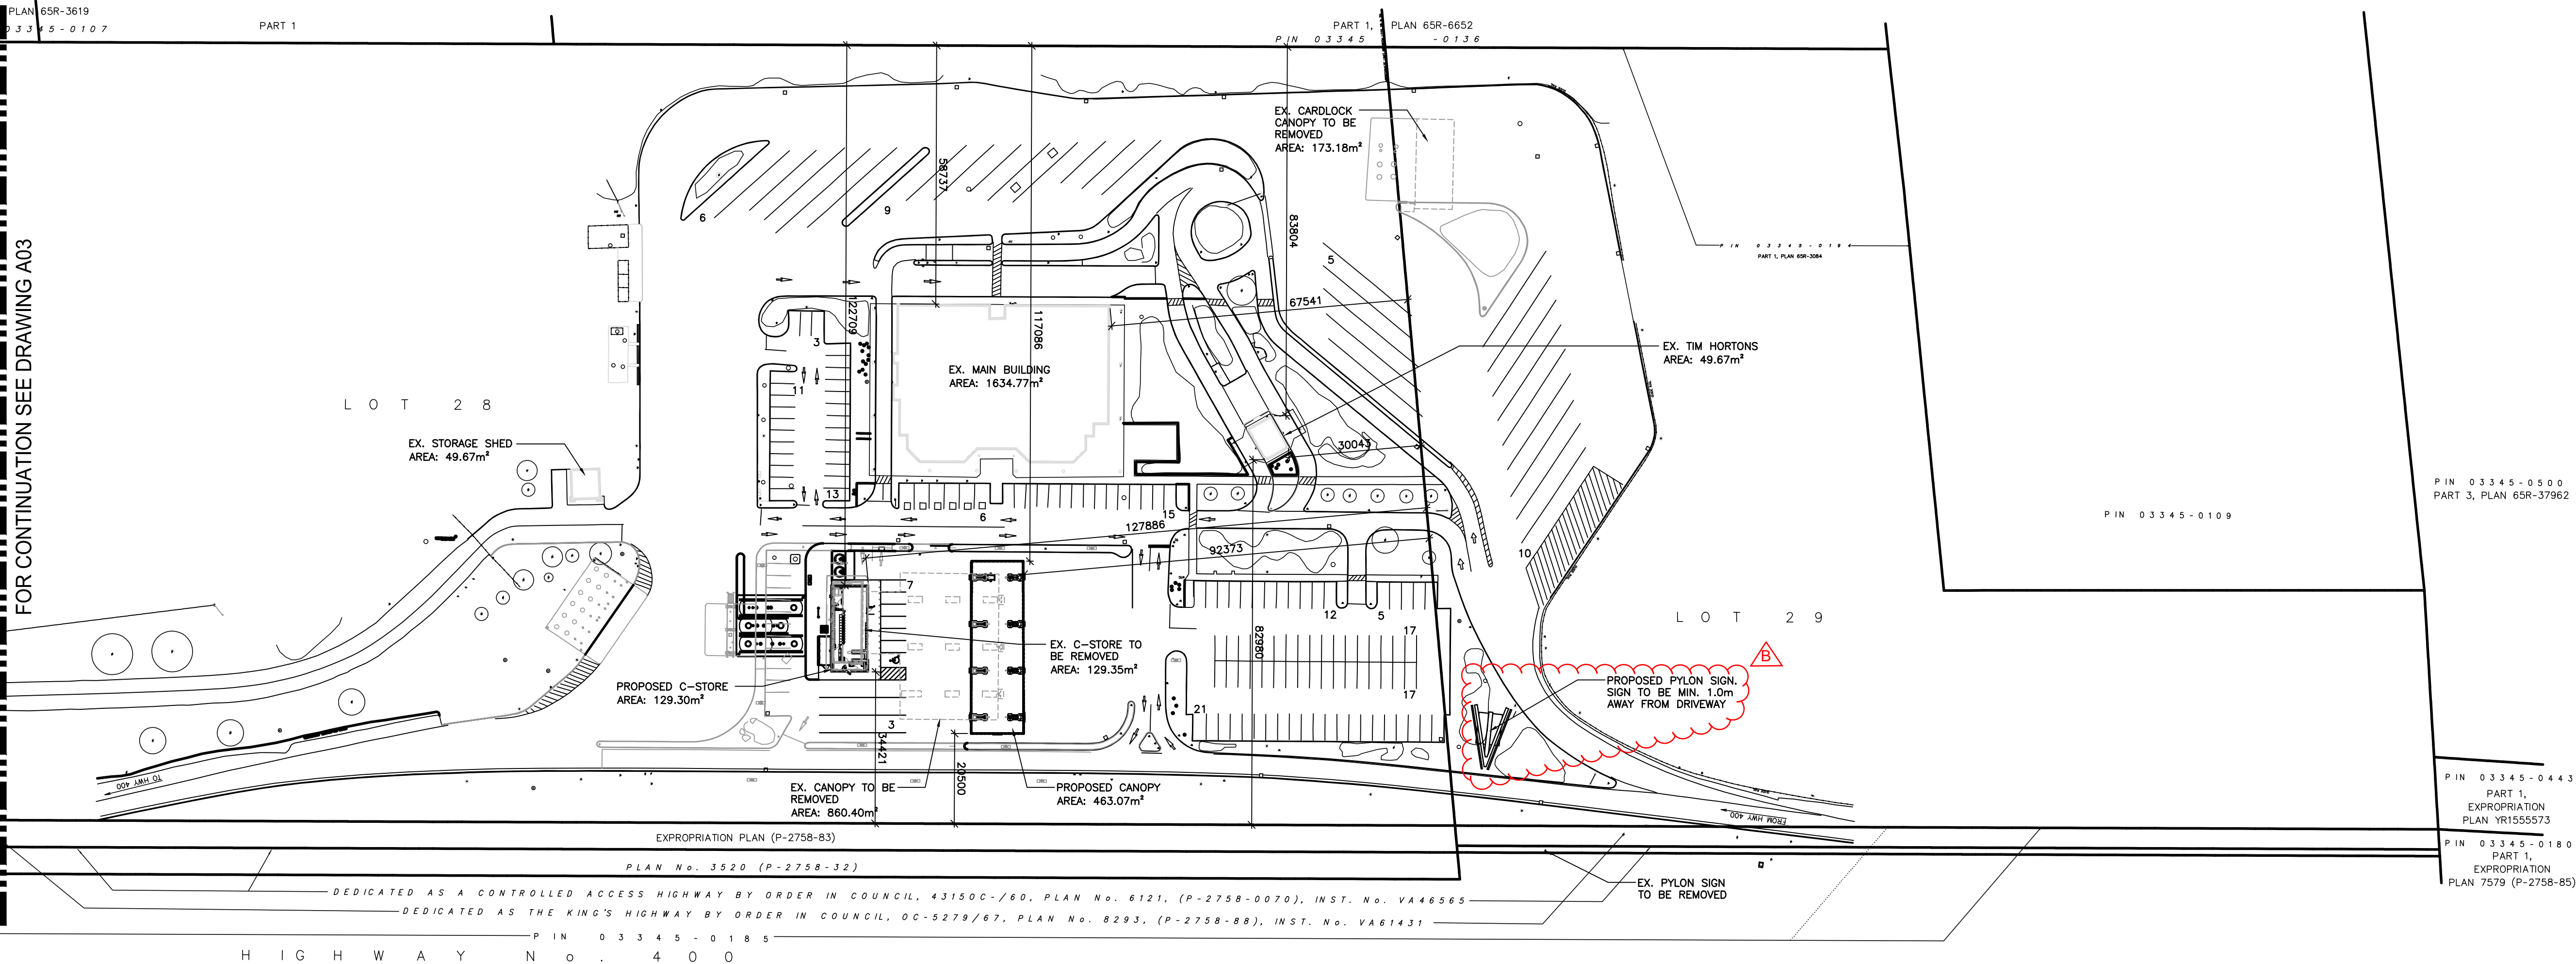 PLAN 65R-3619
03345-0107
PART 1
PART 1, PLAN 65R-6652
PIN 03345 -0136
FOR CONTINUATION SEE DRAWING A03
EX. CARDLOCK
CANOPY TO BE
REMOVED
AREA: 173.18m²
58737
6
9
83804
5
67541
PART 1, PLAN 65R-3084
122709
117086
3
11
EX. MAIN BUILDING
AREA: 1634.77m²
EX. TIM HORTONS
AREA: 49.67m²
LOT 28
EX. STORAGE SHED
AREA: 49.67m²
30043
13
6
15
127886
92373
10
PIN 03345-0109
PIN 03345-0500
PART 3, PLAN 65R-37962
7
12
5
17
LOT 29
82980
EX. C-STORE TO
BE REMOVED
AREA: 129.35m²
B
PROPOSED C-STORE
AREA: 129.30m²
PROPOSED PYLON SIGN.
SIGN TO BE MIN. 1.0m
AWAY FROM DRIVEWAY
17
21
3
34421
20500
TO HWY 400
EX. CANOPY TO BE
REMOVED
AREA: 860.40m²
PROPOSED CANOPY
AREA: 463.07m²
FROM HWY 400
PIN 03345-0443
PART 1,
EXPROPRIATION
PLAN YR1555573
EXPROPRIATION PLAN (P-2758-83)
PIN 03345-0180
PART 1,
EXPROPRIATION
PLAN 7579 (P-2758-85)
PLAN No. 3520 (P-2758-32)
EX. PYLON SIGN
TO BE REMOVED
DEDICATED AS A CONTROLLED ACCESS HIGHWAY BY ORDER IN COUNCIL, 43150C-/60, PLAN No. 6121, (P-2758-0070), INST. No. VA46565
DEDICATED AS THE KING'S HIGHWAY BY ORDER IN COUNCIL, OC-5279/67, PLAN No. 8293, (P-2758-88), INST. No. VA61431
PIN 03345-0185
HIGHWAY No. 400